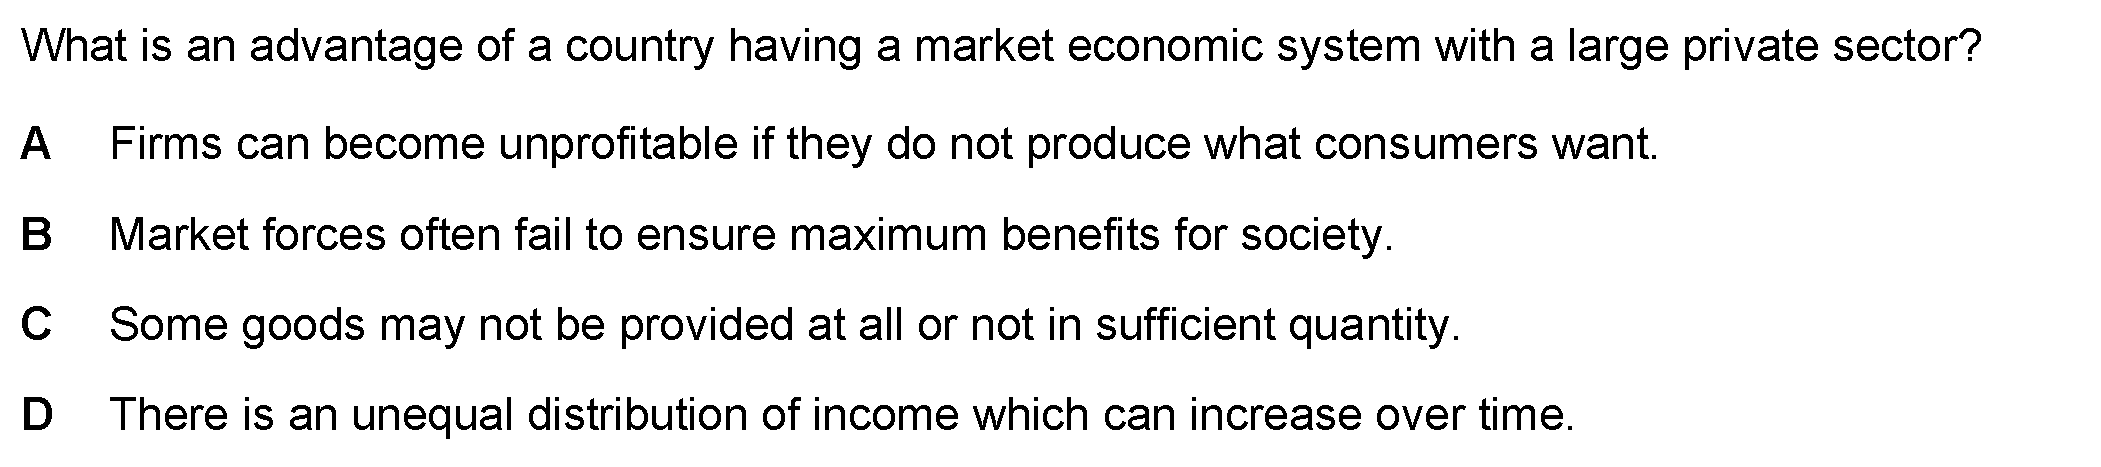 What is an advantage of a country having a market economic system with a large private sector?
A Firms can become unprofitable if they do not produce what consumers want.
B Market forces often fail to ensure maximum benefits for society.
C Some goods may not be provided at all or not in sufficient quantity.
D There is an unequal distribution of income which can increase over time.